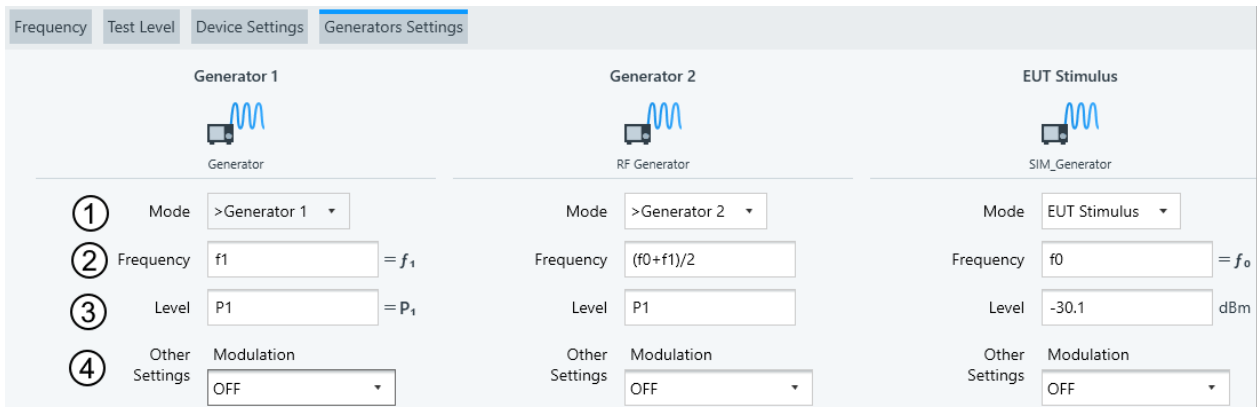 Frequency Test Level Device Settings Generators Settings
Generator 1 Generator 2 EUT Stimulus
Generator RF Generator SIM_Generator
1 Mode >Generator 1 Mode >Generator 2 Mode EUT Stimulus
2 Frequency f1 = f₁ Frequency (f0+f1)/2 Frequency f0 = f₀
3 Level P1 = P₁ Level P1 Level -30.1 dBm
4 Other Settings Modulation Other Settings Modulation Other Settings Modulation
OFF OFF OFF